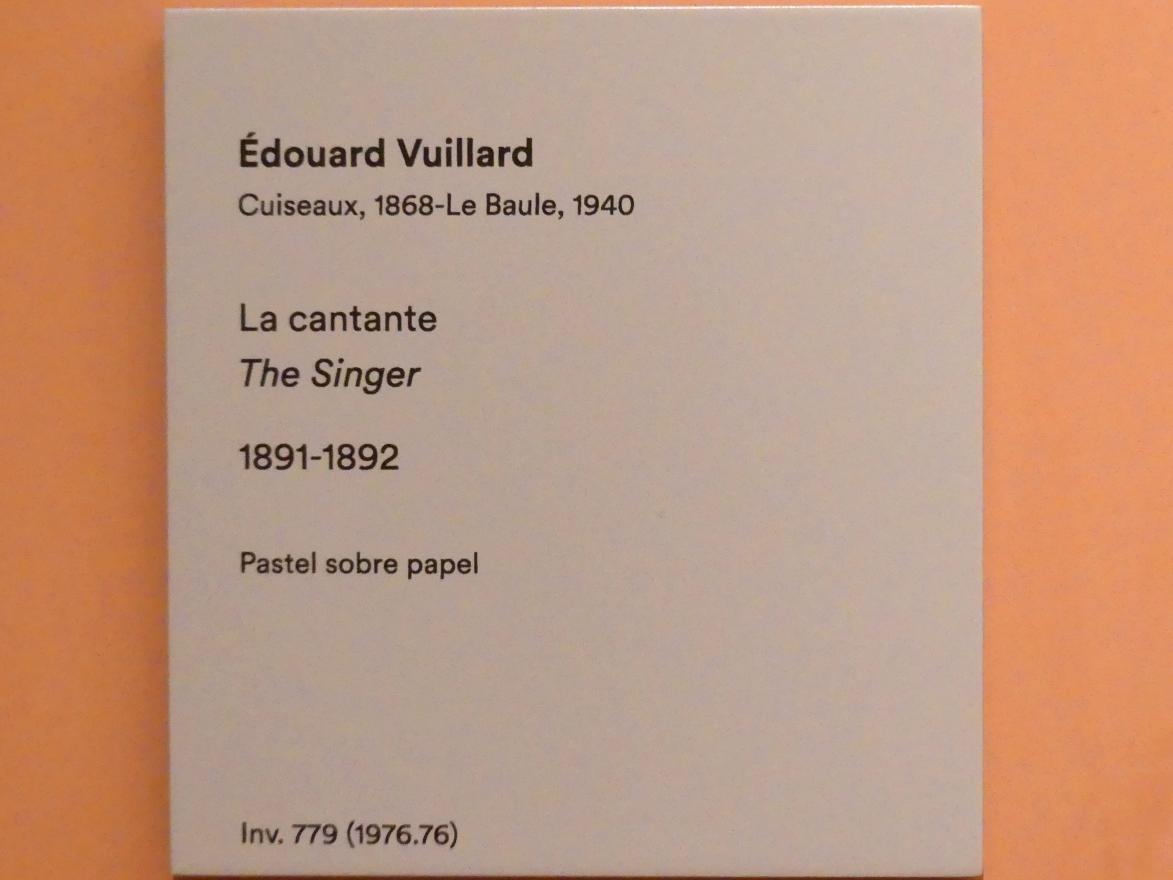 Édouard Vuillard
Cuiseaux, 1868-Le Baule, 1940
La cantante
The Singer
1891-1892
Pastel sobre papel
Inv. 779 (1976.76)